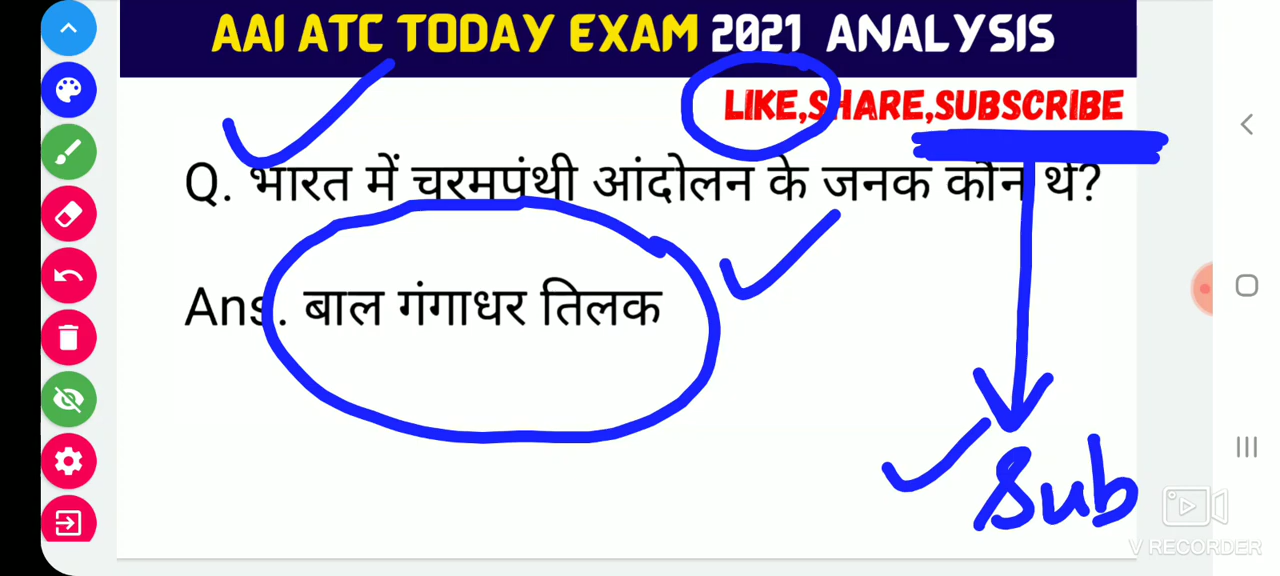 AAI ATC TODAY EXAM 2021 ANALYSIS
LIKE,SHARE,SUBSCRIBE
Q. भारत में चरमपंथी आंदोलन के जनक कौन थे?
Ans. बाल गंगाधर तिलक
Sub
V RECORDER